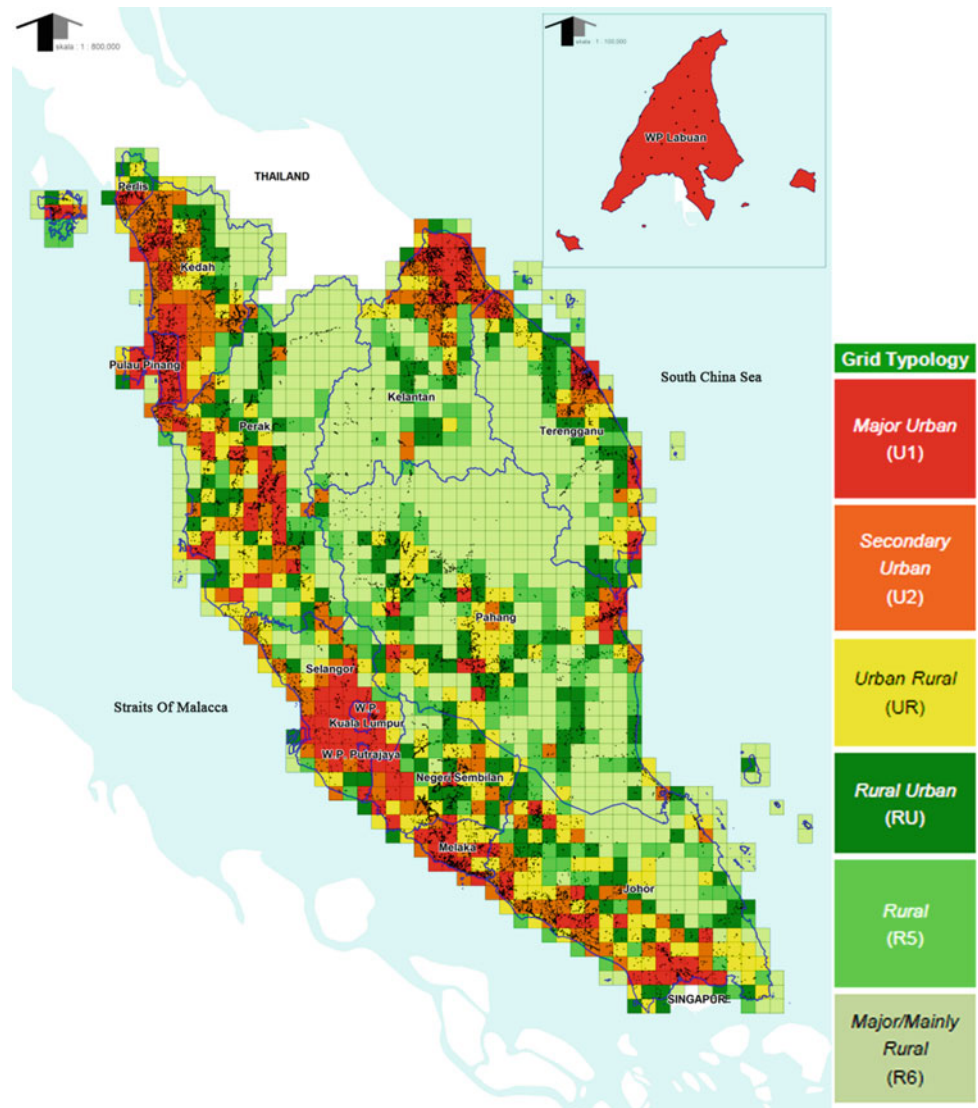 skala : 1 : 800,000
skala : 1 : 100,000
WP Labuan
THAILAND
Perlis
Kedah
Pulau Pinang
Perak
Kelantan
Terengganu
South China Sea
Pahang
Selangor
Straits Of Malacca
W.P.
Kuala Lumpur
W.P. Putrajaya
Negeri Sembilan
Melaka
Johor
SINGAPORE
Grid Typology
Major Urban
(U1)
Secondary
Urban
(U2)
Urban Rural
(UR)
Rural Urban
(RU)
Rural
(R5)
Major/Mainly
Rural
(R6)